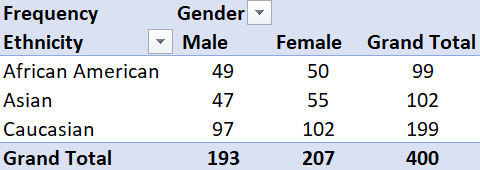 Frequency Gender
Ethnicity Male Female Grand Total
African American 49 50 99
Asian 47 55 102
Caucasian 97 102 199
Grand Total 193 207 400